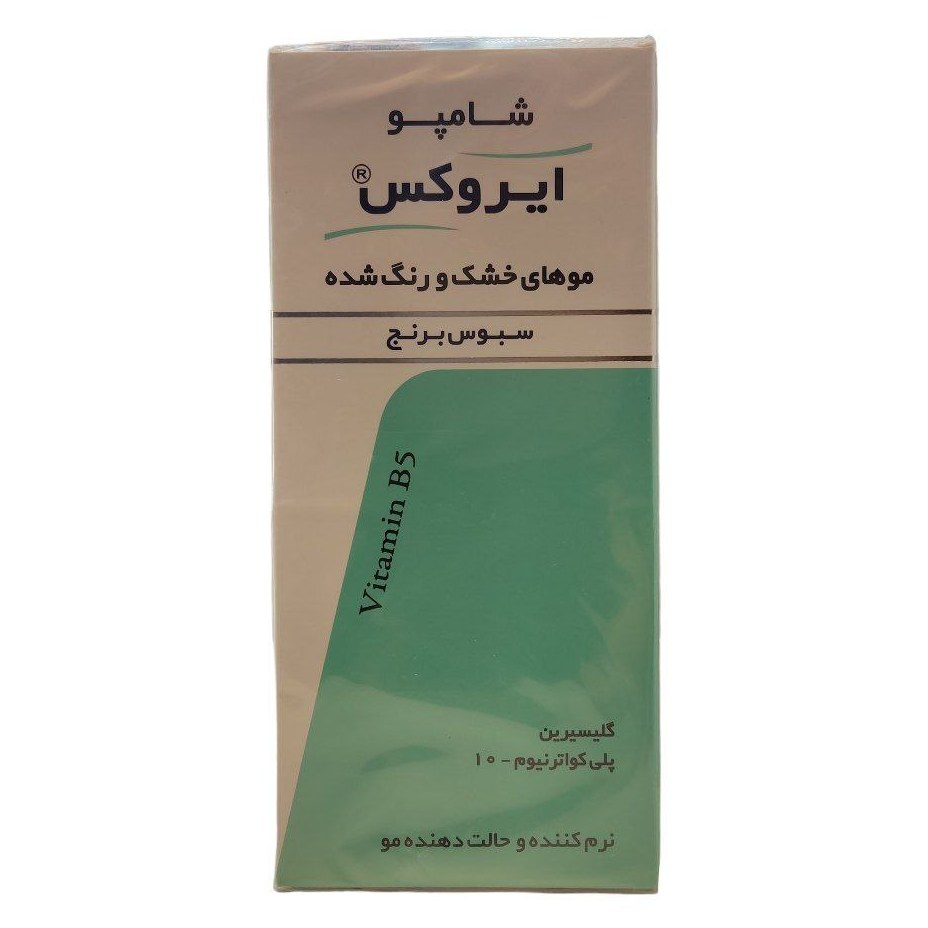 شامپو
ایروکس®
موهای خشک و رنگ شده
سبوس برنج
Vitamin B5
گلیسیرین
پلی کواترنیوم - ۱۰
نرم کننده و حالت دهنده مو